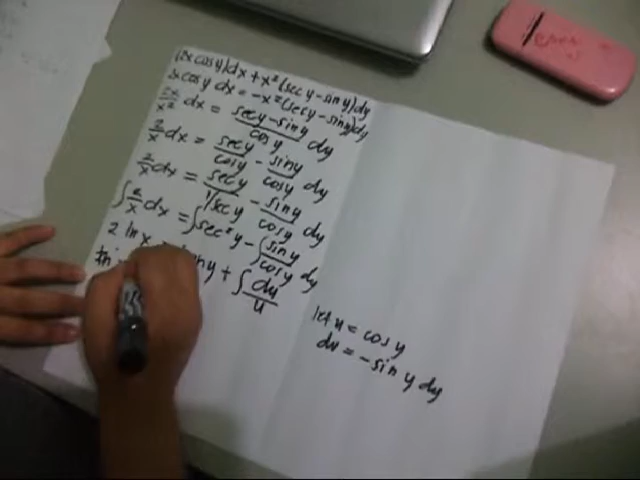 (2x cos y)dx + x²(sec y - sin y)dy
2x cos y dx = -x²(sec y - sin y)dy
2x/x² dx = (sec y - sin y)/cos y dy
2/x dx = sec y/cos y - sin y/cos y dy
2/x dx = sec y/(1/sec y) - sin y/cos y dy
∫ 2/x dx = ∫ sec² y - ∫ sin y/cos y dy
2 ln x + ∫ du/u
let u = cos y
du = -sin y dy